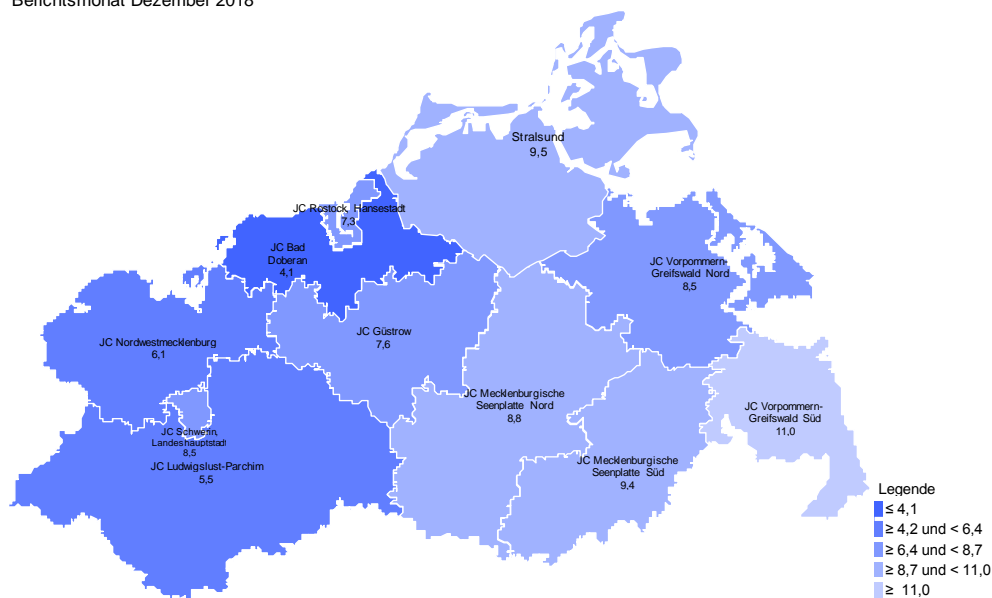 Berichtsmonat Dezember 2018
Stralsund
9,5
JC Rostock, Hansestadt
7,3
JC Bad
Doberan
4,1
JC Vorpommern-
Greifswald Nord
8,5
JC Güstrow
7,6
JC Nordwestmecklenburg
6,1
JC Mecklenburgische
Seenplatte Nord
8,8
JC Vorpommern-
Greifswald Süd
11,0
JC Schwerin,
Landeshauptstadt
8,5
JC Ludwigslust-Parchim
5,5
JC Mecklenburgische
Seenplatte Süd
9,4
Legende
≤ 4,1
≥ 4,2 und < 6,4
≥ 6,4 und < 8,7
≥ 8,7 und < 11,0
≥ 11,0